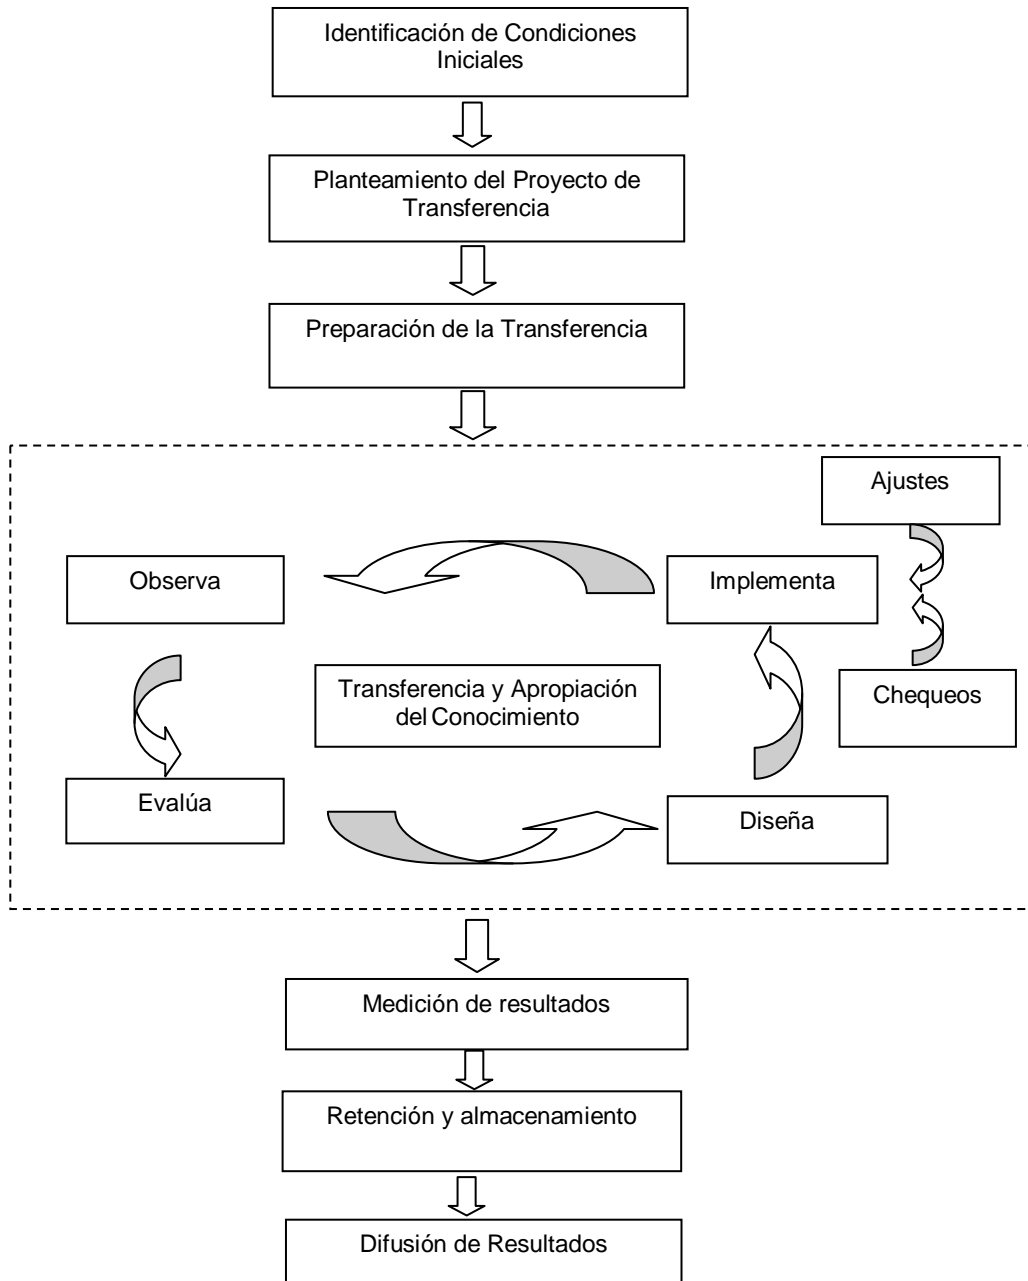 Identificación de Condiciones
Iniciales
Planteamiento del Proyecto de
Transferencia
Preparación de la Transferencia
Ajustes
Observa
Implementa
Transferencia y Apropiación
del Conocimiento
Chequeos
Evalúa
Diseña
Medición de resultados
Retención y almacenamiento
Difusión de Resultados